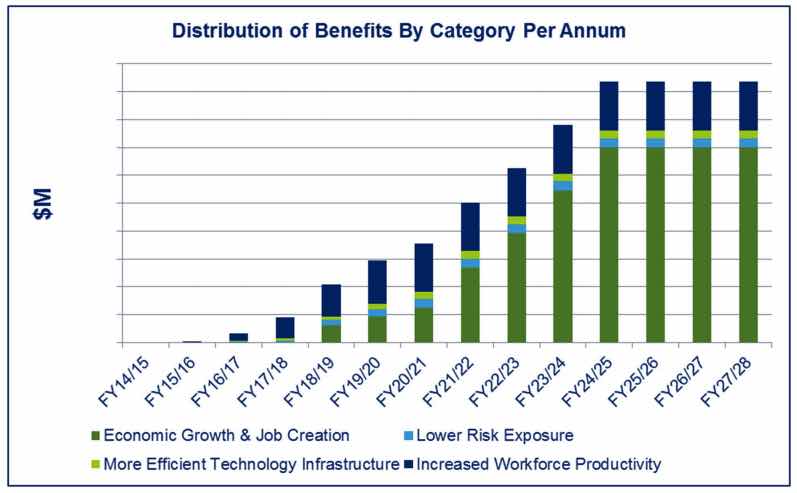 Distribution of Benefits By Category Per Annum
$M
FY14/15
FY15/16
FY16/17
FY17/18
FY18/19
FY19/20
FY20/21
FY21/22
FY22/23
FY23/24
FY24/25
FY25/26
FY26/27
FY27/28
Economic Growth & Job Creation
Lower Risk Exposure
More Efficient Technology Infrastructure
Increased Workforce Productivity